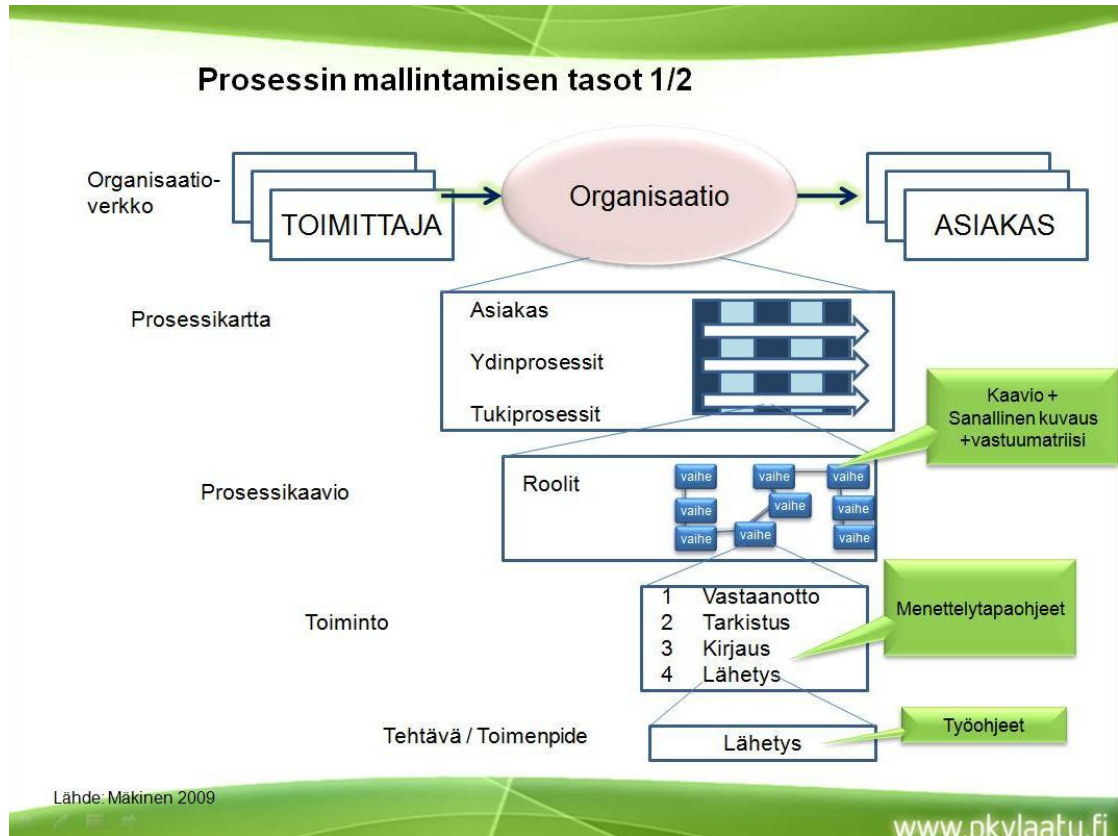 Prosessin mallintamisen tasot 1/2
Organisaatio-
verkko
TOIMITTAJA
Organisaatio
ASIAKAS
Prosessikartta
Asiakas
Ydinprosessit
Tukiprosessit
Kaavio +
Sanallinen kuvaus
+vastuumatriisi
Prosessikaavio
Roolit
vaihe
vaihe
vaihe
vaihe
vaihe
vaihe
vaihe
vaihe
vaihe
Toiminto
1 Vastaanotto
2 Tarkistus
3 Kirjaus
4 Lähetys
Menettelytapaohjeet
Tehtävä / Toimenpide
Lähetys
Työohjeet
Lähde: Mäkinen 2009
www.pkylaatu.fi